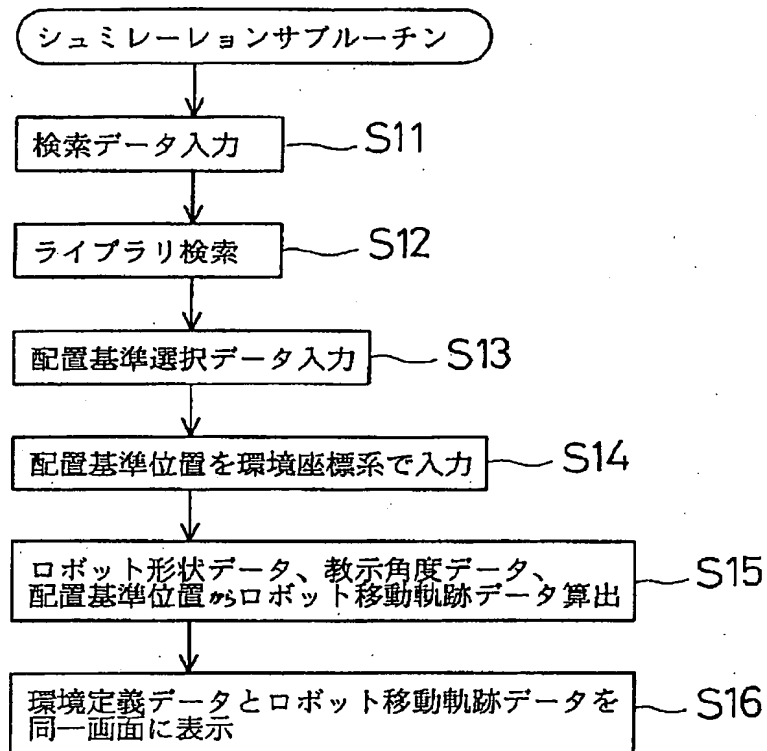 シュミレーションサブルーチン
検索データ入力 S11
ライブラリ検索 S12
配置基準選択データ入力 S13
配置基準位置を環境座標系で入力 S14
ロボット形状データ、教示角度データ、
配置基準位置からロボット移動軌跡データ算出 S15
環境定義データとロボット移動軌跡データを
同一画面に表示 S16